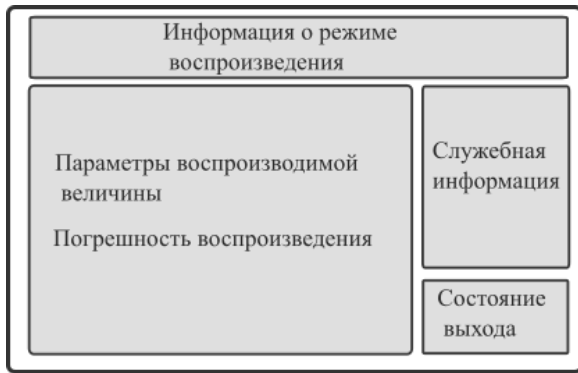 Информация о режиме
воспроизведения
Параметры воспроизводимой
величины
Погрешность воспроизведения
Служебная
информация
Состояние
выхода